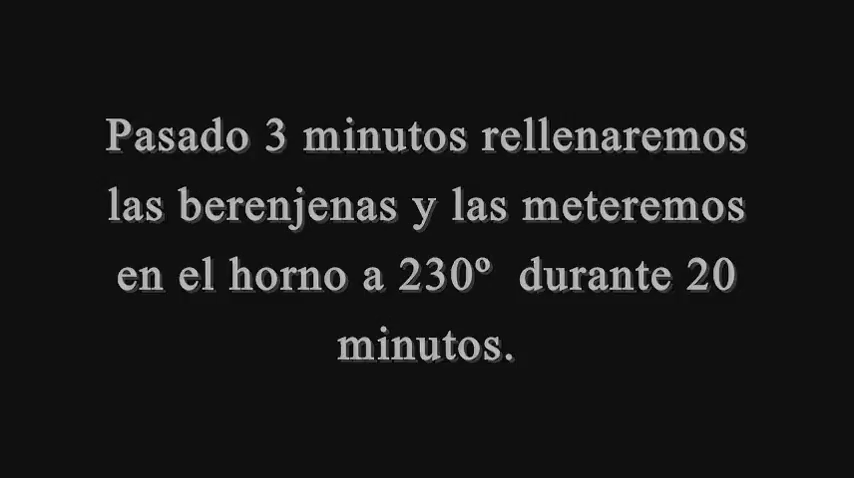 Pasado 3 minutos rellenaremos
las berenjenas y las meteremos
en el horno a 230º durante 20
minutos.